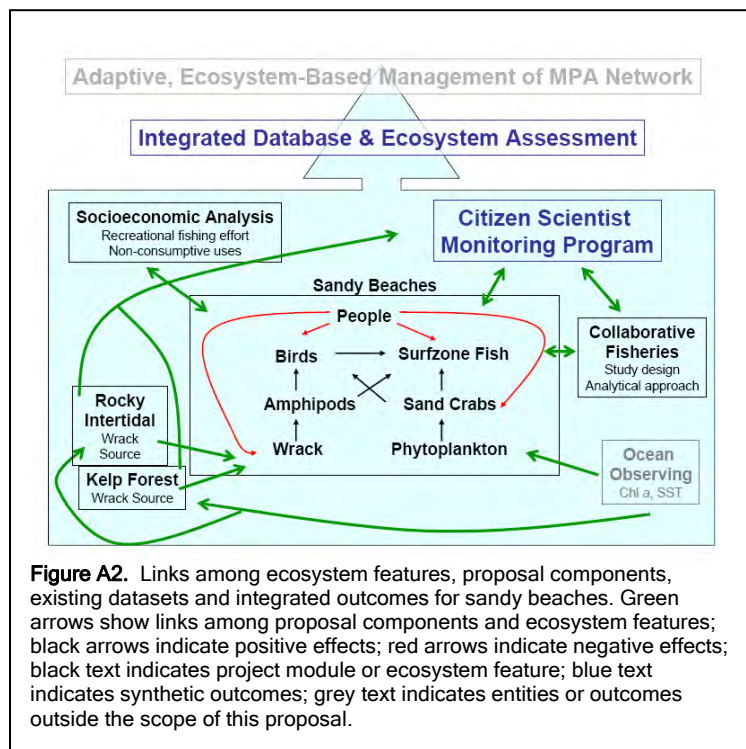 Adaptive, Ecosystem-Based Management of MPA Network
Integrated Database & Ecosystem Assessment
Socioeconomic Analysis
Recreational fishing effort
Non-consumptive uses
Citizen Scientist
Monitoring Program
Sandy Beaches
People
Birds
Surfzone Fish
Collaborative
Fisheries
Study design
Analytical approach
Amphipods
Sand Crabs
Rocky
Intertidal
Wrack
Source
Wrack
Phytoplankton
Kelp Forest
Wrack Source
Ocean
Observing
Chl a, SST
Figure A2. Links among ecosystem features, proposal components,
existing datasets and integrated outcomes for sandy beaches. Green
arrows show links among proposal components and ecosystem features;
black arrows indicate positive effects; red arrows indicate negative effects;
black text indicates project module or ecosystem feature; blue text
indicates synthetic outcomes; grey text indicates entities or outcomes
outside the scope of this proposal.